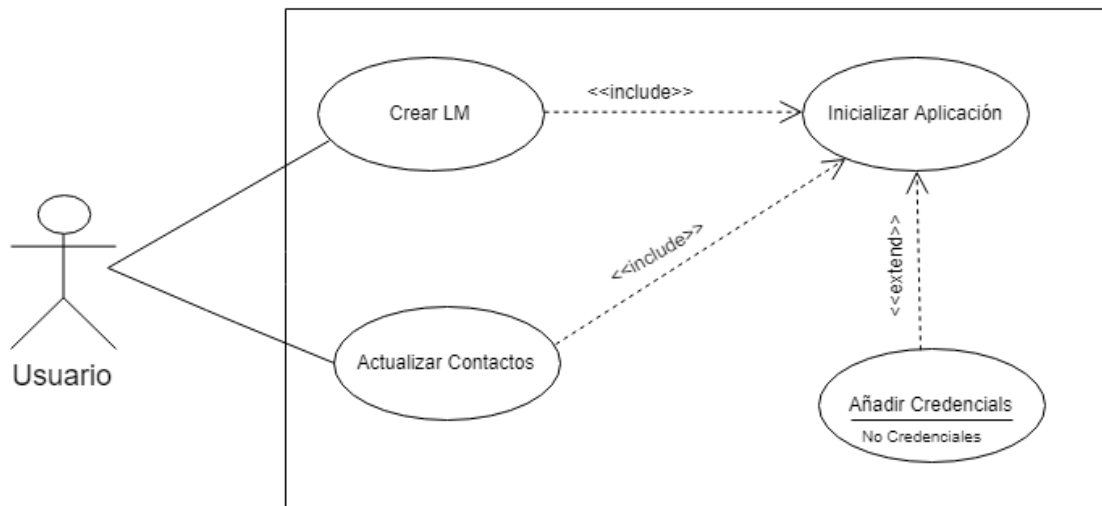 Crear LM
<<include>>
Inicializar Aplicación
Usuario
Actualizar Contactos
<<include>>
<<extend>>
Añadir Credencials
No Credenciales